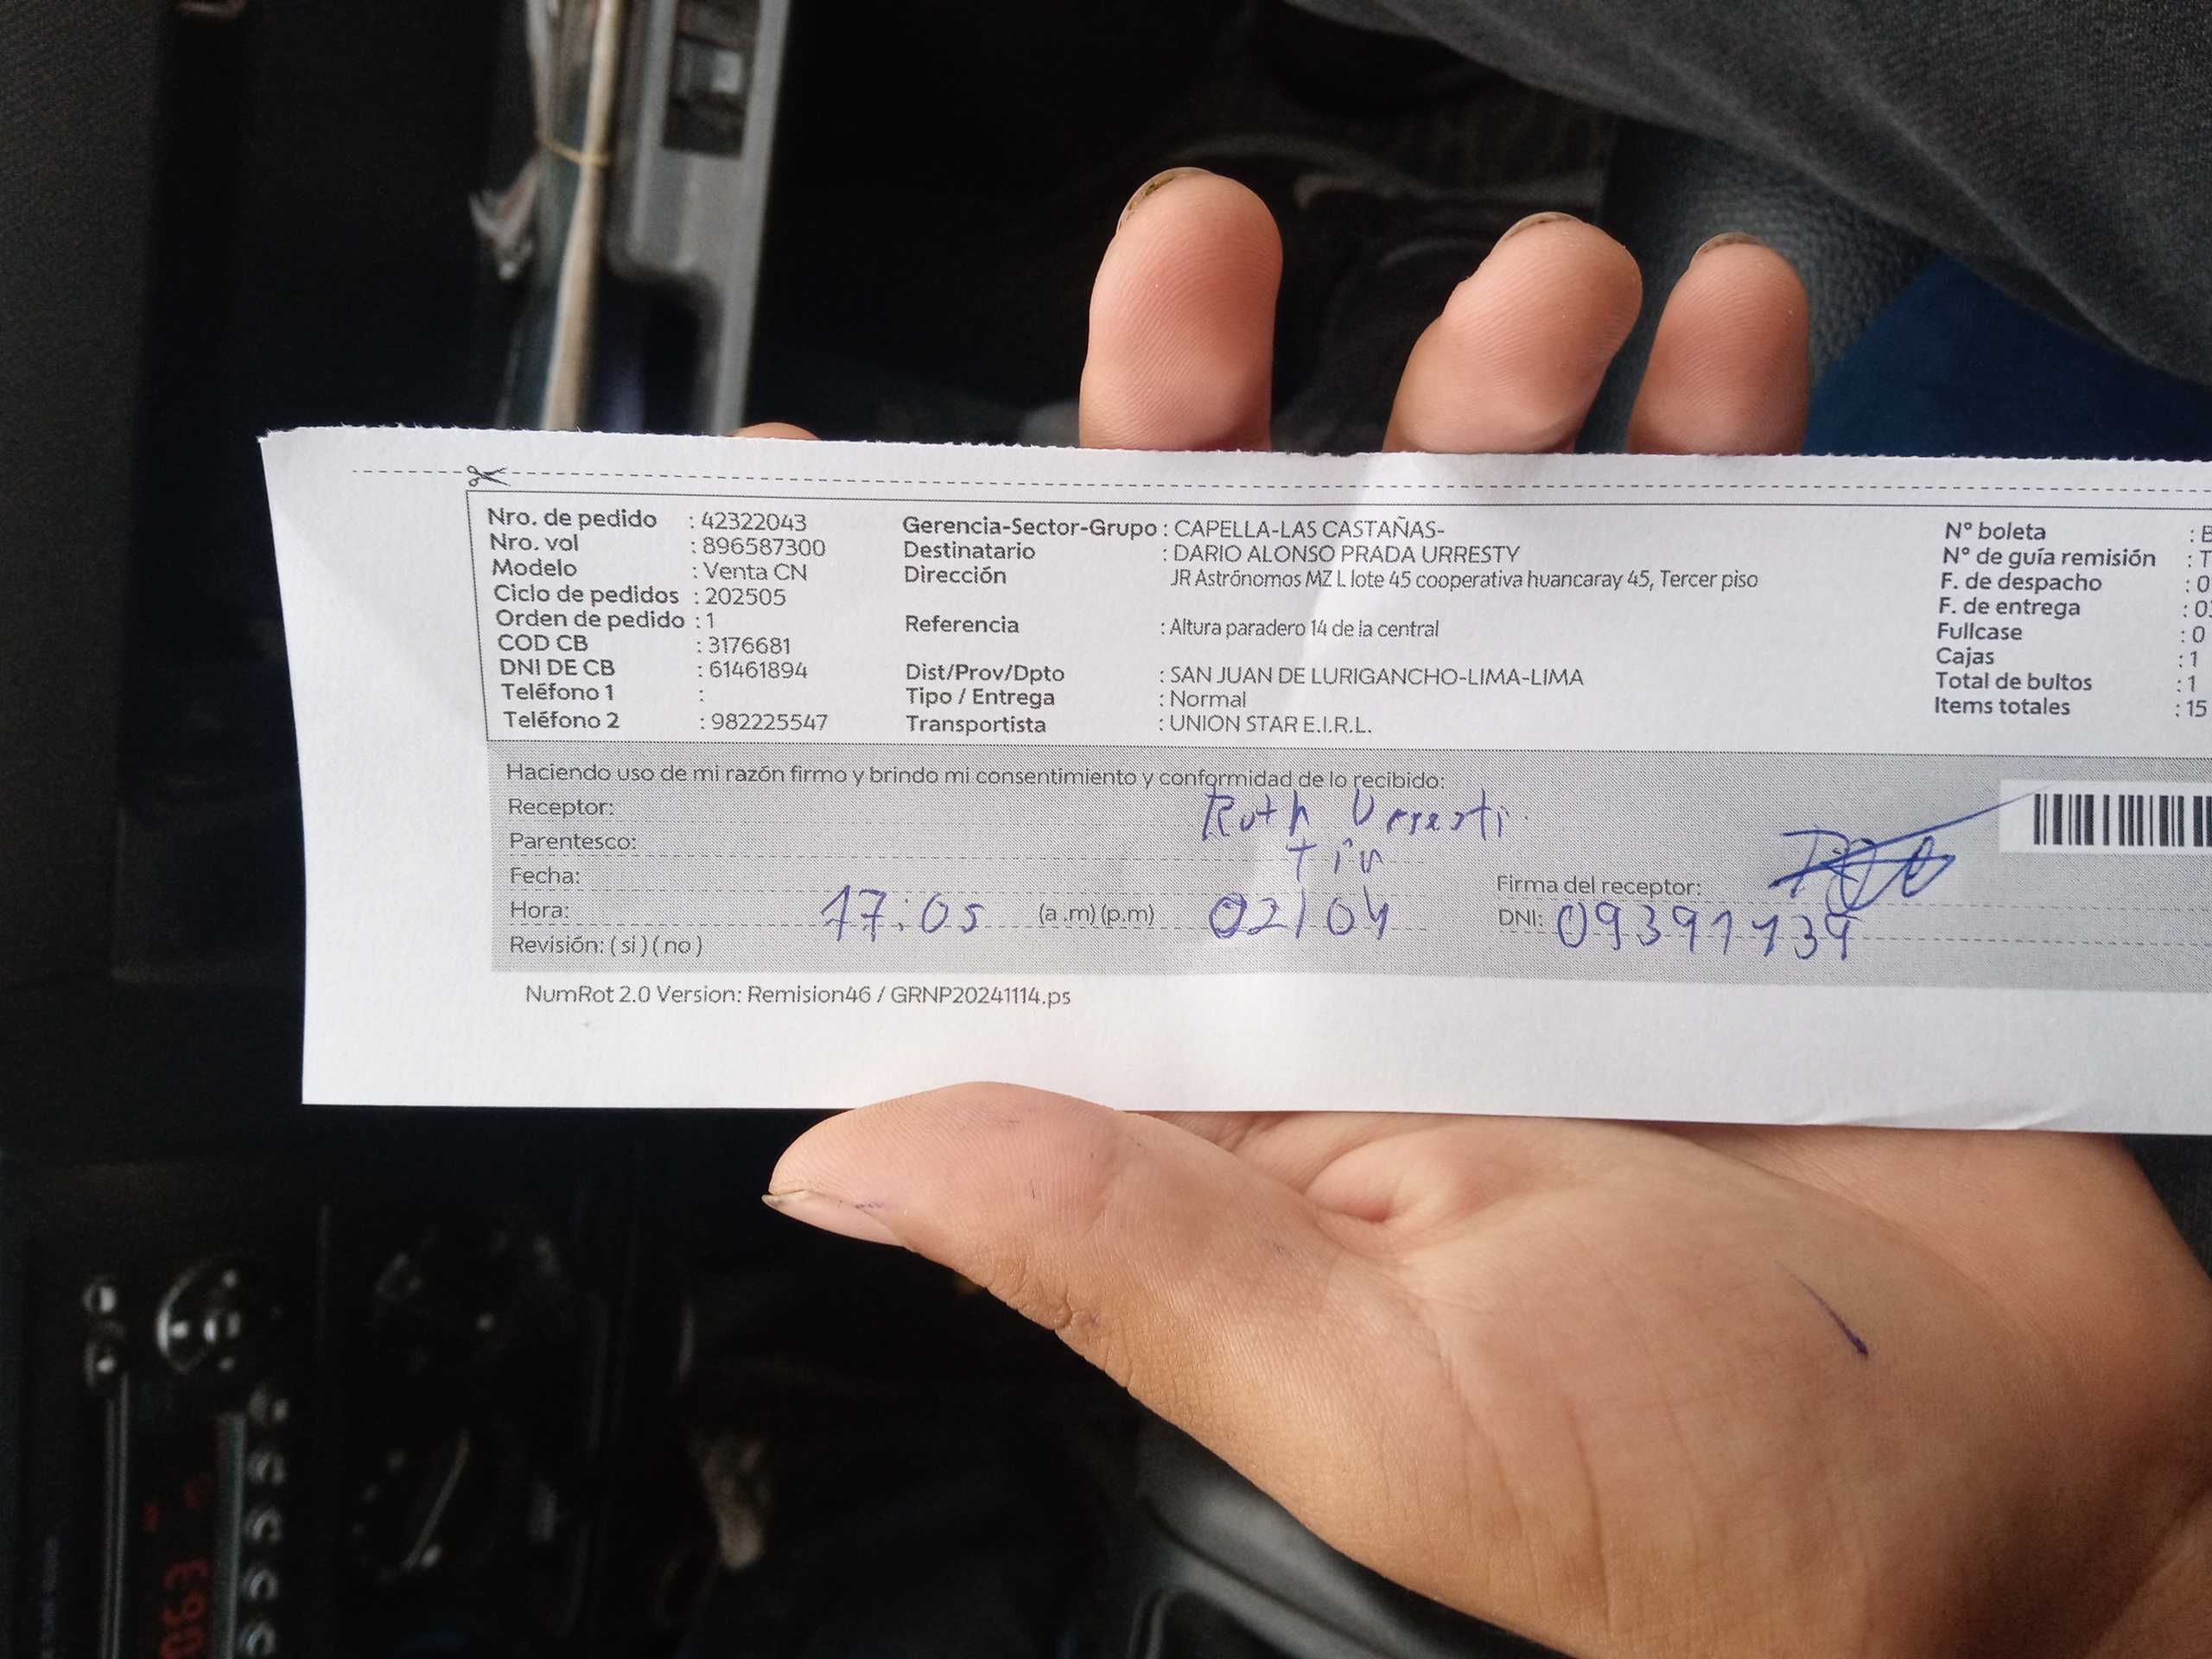 Nro. de pedido : 42322043
Nro. vol : 896587300
Modelo : Venta CN
Ciclo de pedidos : 202505
Orden de pedido : 1
COD CB : 3176681
DNI DE CB : 61461894
Teléfono 1 :
Teléfono 2 : 982225547
Gerencia-Sector-Grupo : CAPELLA-LAS CASTAÑAS-
Destinatario : DARIO ALONSO PRADA URRESTY
Dirección JR Astrónomos MZ L lote 45 cooperativa huancaray 45, Tercer piso
Referencia : Altura paradero 14 de la central
Dist/Prov/Dpto : SAN JUAN DE LURIGANCHO-LIMA-LIMA
Tipo / Entrega : Normal
Transportista : UNION STAR E.I.R.L.
N° boleta : B
N° de guía remisión : T
F. de despacho : 0
F. de entrega : 0
Fullcase : 0
Cajas : 1
Total de bultos : 1
Items totales : 15
Haciendo uso de mi razón firmo y brindo mi consentimiento y conformidad de lo recibido:
Receptor: Ruth Urresti
Parentesco: Tía
Fecha:
Hora: 17:05 (a .m) (p.m) 02/04
Revisión: ( si ) ( no )
Firma del receptor:
DNI: 09391139
NumRot 2.0 Version: Remision46 / GRNP20241114.ps